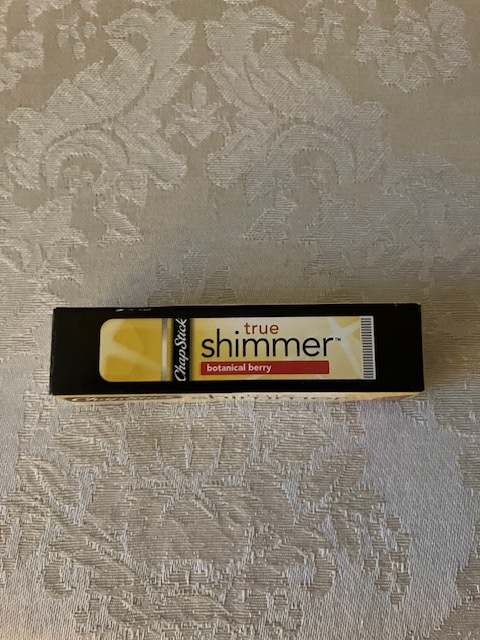 ChapStick
true
shimmer™
botanical berry